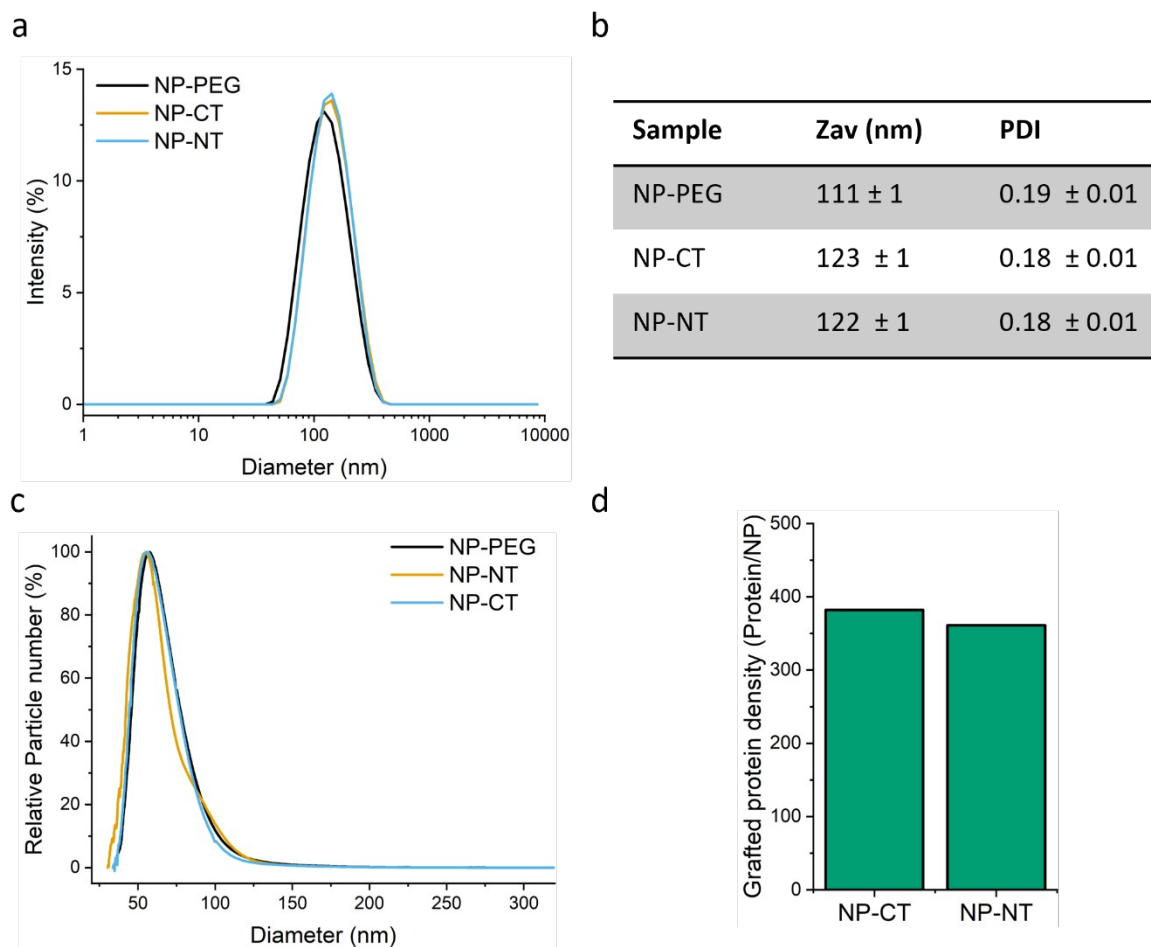 a
15
10
5
0
Intensity (%)
NP-PEG
NP-CT
NP-NT
1 10 100 1000 10000
Diameter (nm)
b
Sample Zav (nm) PDI
NP-PEG 111 ± 1 0.19 ± 0.01
NP-CT 123 ± 1 0.18 ± 0.01
NP-NT 122 ± 1 0.18 ± 0.01
c
100
80
60
40
20
0
Relative Particle number (%)
NP-PEG
NP-NT
NP-CT
50 100 150 200 250 300
Diameter (nm)
d
500
400
300
200
100
0
Grafted protein density (Protein/NP)
NP-CT NP-NT